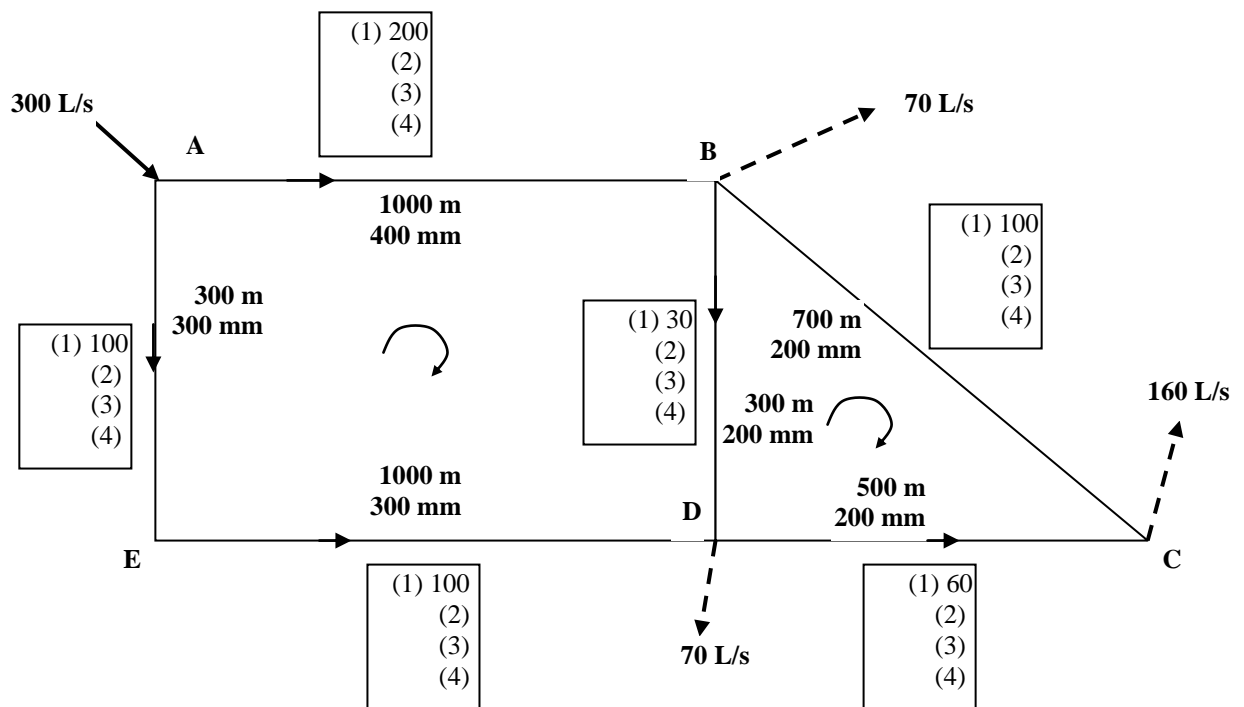 (1) 200
(2)
(3)
(4)
300 L/s
70 L/s
A
B
1000 m
400 mm
(1) 100
(2)
(3)
(4)
300 m
300 mm
(1) 100
(2)
(3)
(4)
(1) 30
(2)
(3)
(4)
700 m
200 mm
300 m
200 mm
160 L/s
1000 m
300 mm
500 m
200 mm
D
E
C
(1) 100
(2)
(3)
(4)
(1) 60
(2)
(3)
(4)
70 L/s